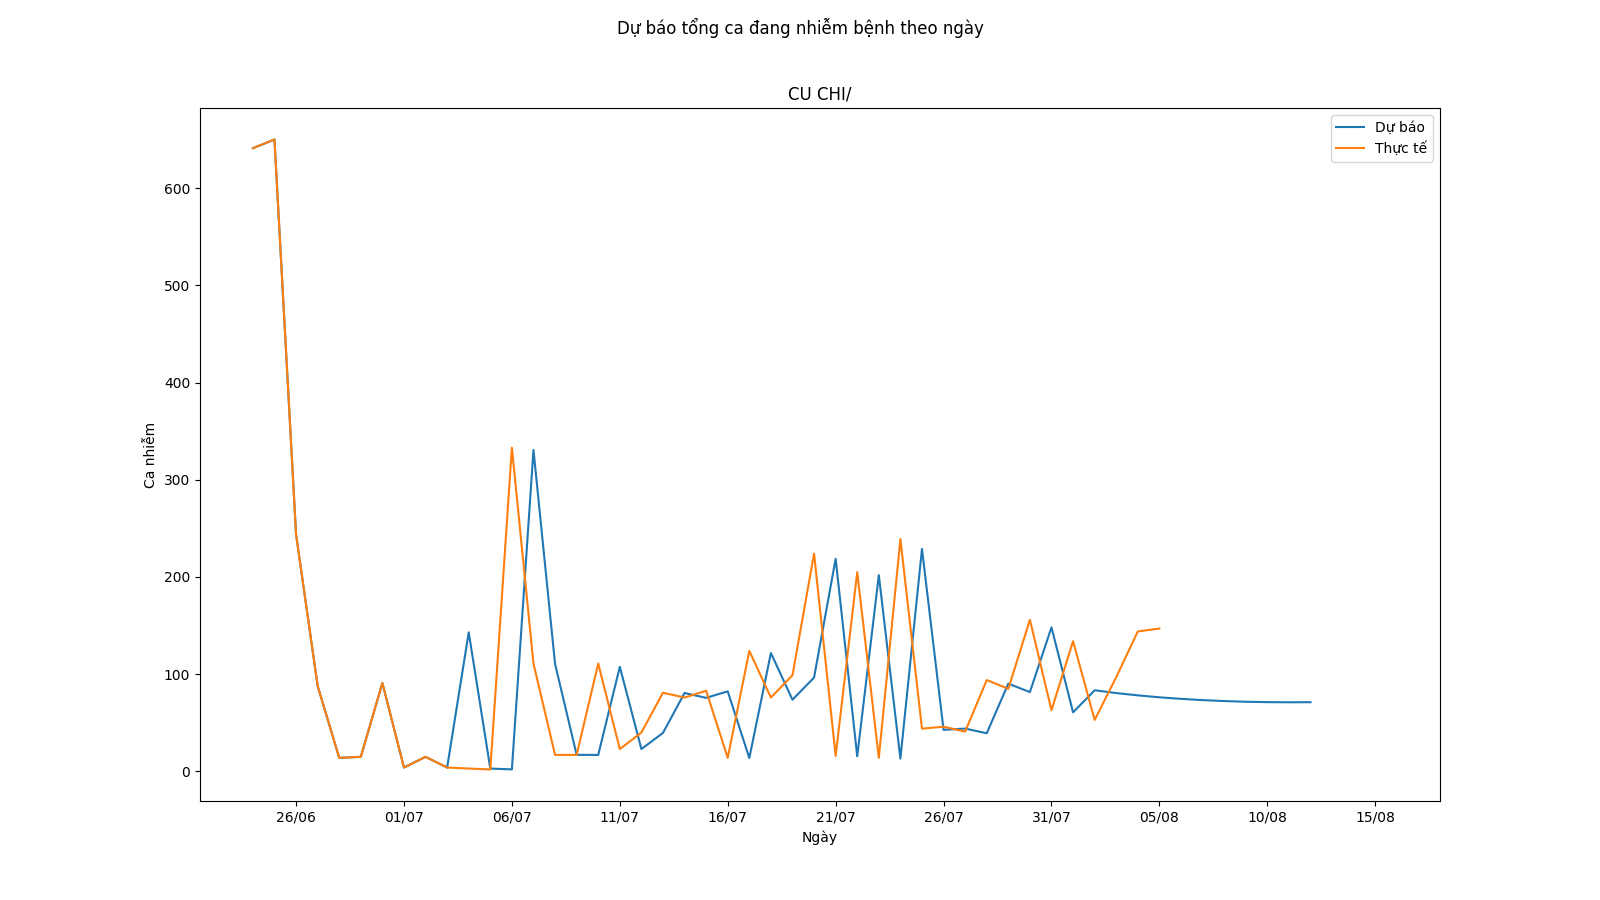 Dự báo tổng ca đang nhiễm bệnh theo ngày
CU CHI/
Dự báo
Thực tế
600
500
400
300
200
100
0
Ca nhiễm
26/06 01/07 06/07 11/07 16/07 21/07 26/07 31/07 05/08 10/08 15/08
Ngày